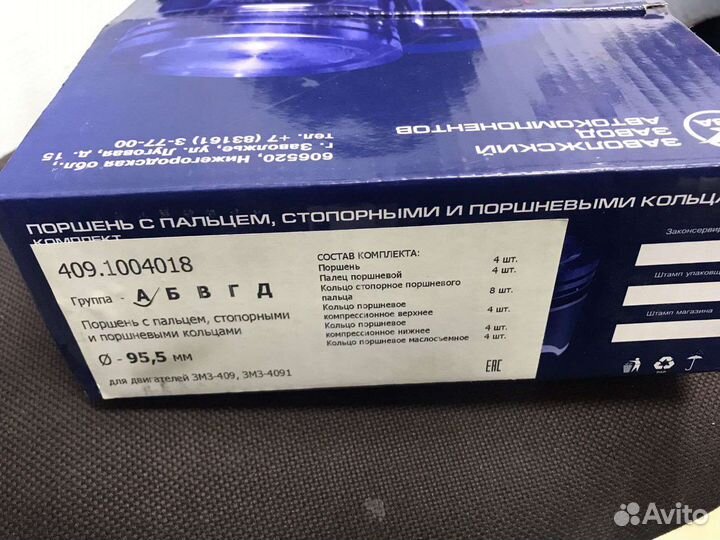 606520, Нижегородская обл.,
г. Заволжье, ул. Луговая, д. 15
тел. +7 (83161) 3-77-00
ЗАВОЛЖСКИЙ
ЗАВОД
АВТОКОМПОНЕНТОВ
ПОРШЕНЬ С ПАЛЬЦЕМ, СТОПОРНЫМИ И ПОРШНЕВЫМИ КОЛЬЦА
КОМПЛЕКТ
409.1004018
Группа - А Б В Г Д
Поршень с пальцем, стопорными
и поршневыми кольцами
Ø - 95,5 мм
для двигателей ЗМЗ-409, ЗМЗ-4091
СОСТАВ КОМПЛЕКТА:
Поршень 4 шт.
Палец поршневой 4 шт.
Кольцо стопорное поршневого
пальца 8 шт.
Кольцо поршневое
компрессионное верхнее 4 шт.
Кольцо поршневое
компрессионное нижнее 4 шт.
Кольцо поршневое маслосъемное 4 шт.
ЕАС
Законсервир
Штамп упаковщи
Штамп магазина
Avito